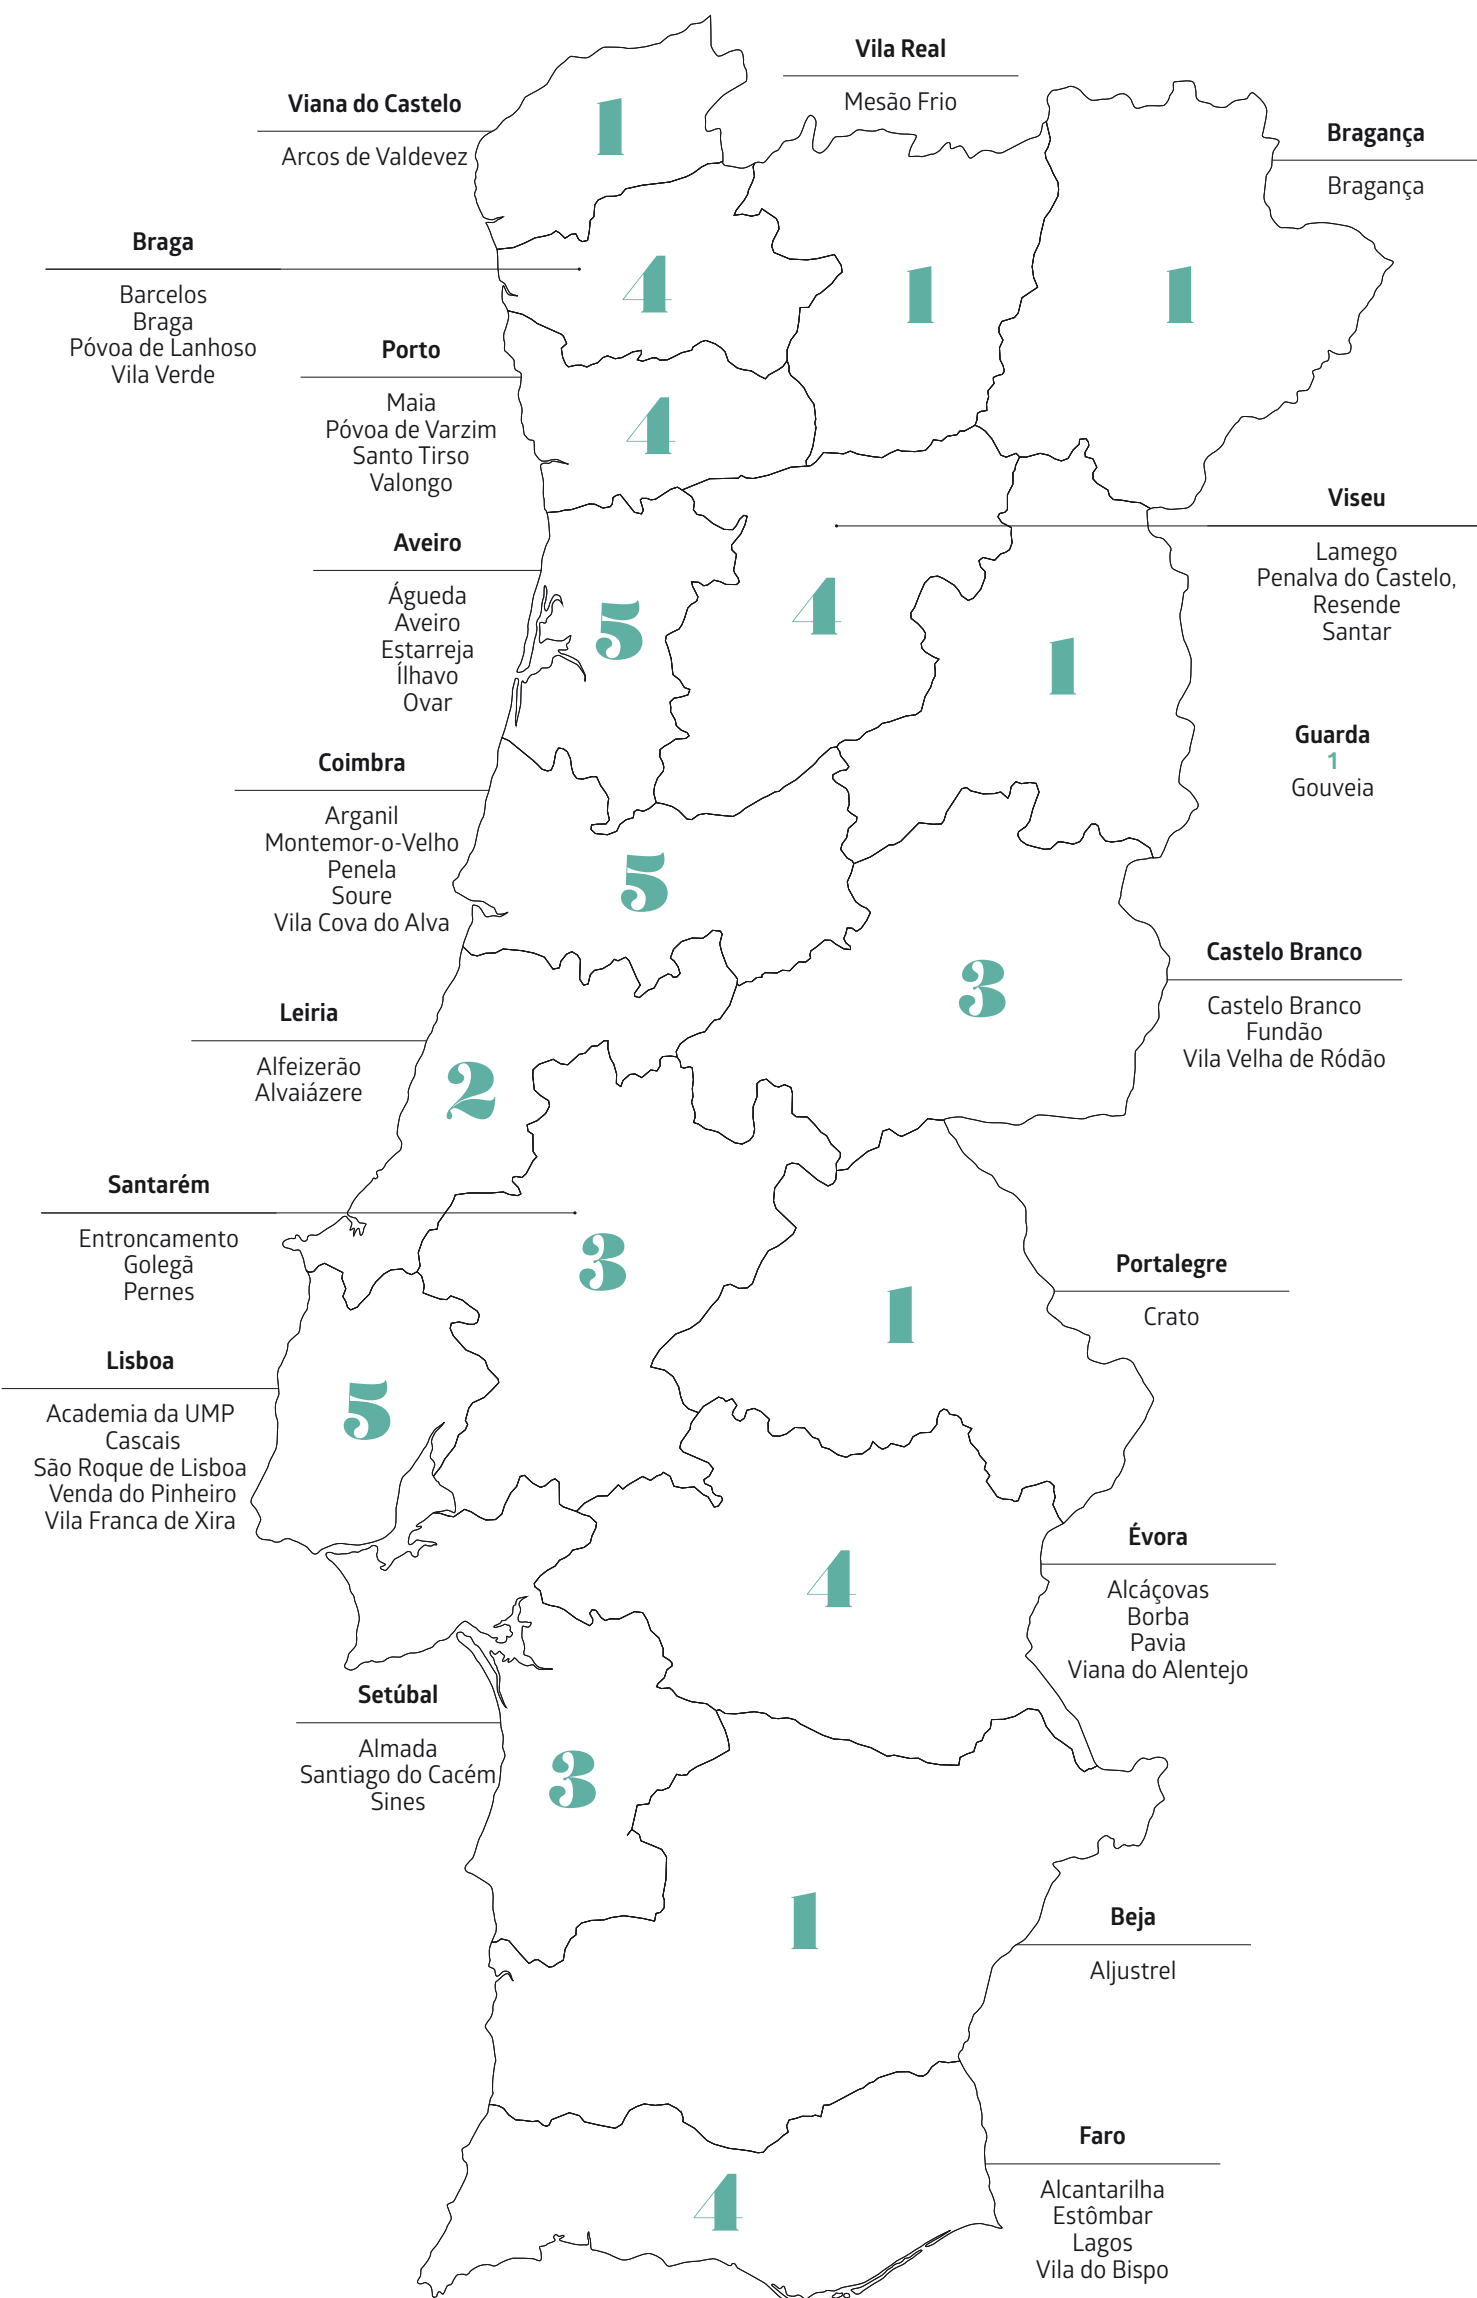 Vila Real
Mesão Frio
Viana do Castelo
Arcos de Valdevez
1
Bragança
Bragança
Braga
Barcelos
Braga
Póvoa de Lanhoso
Vila Verde
4
1
1
Porto
Maia
Póvoa de Varzim
Santo Tirso
Valongo
4
Viseu
Lamego
Penalva do Castelo,
Resende
Santar
Aveiro
Águeda
Aveiro
Estarreja
Ílhavo
Ovar
5
4
1
Guarda
1
Gouveia
Coimbra
Arganil
Montemor-o-Velho
Penela
Soure
Vila Cova do Alva
5
Castelo Branco
Castelo Branco
Fundão
Vila Velha de Ródão
3
Leiria
Alfeizerão
Alvaiázere
2
Santarém
Entroncamento
Golegã
Pernes
3
Portalegre
Crato
1
Lisboa
Academia da UMP
Cascais
São Roque de Lisboa
Venda do Pinheiro
Vila Franca de Xira
5
Évora
Alcáçovas
Borba
Pavia
Viana do Alentejo
4
Setúbal
Almada
Santiago do Cacém
Sines
3
Beja
Aljustrel
1
Faro
Alcantarilha
Estômbar
Lagos
Vila do Bispo
4